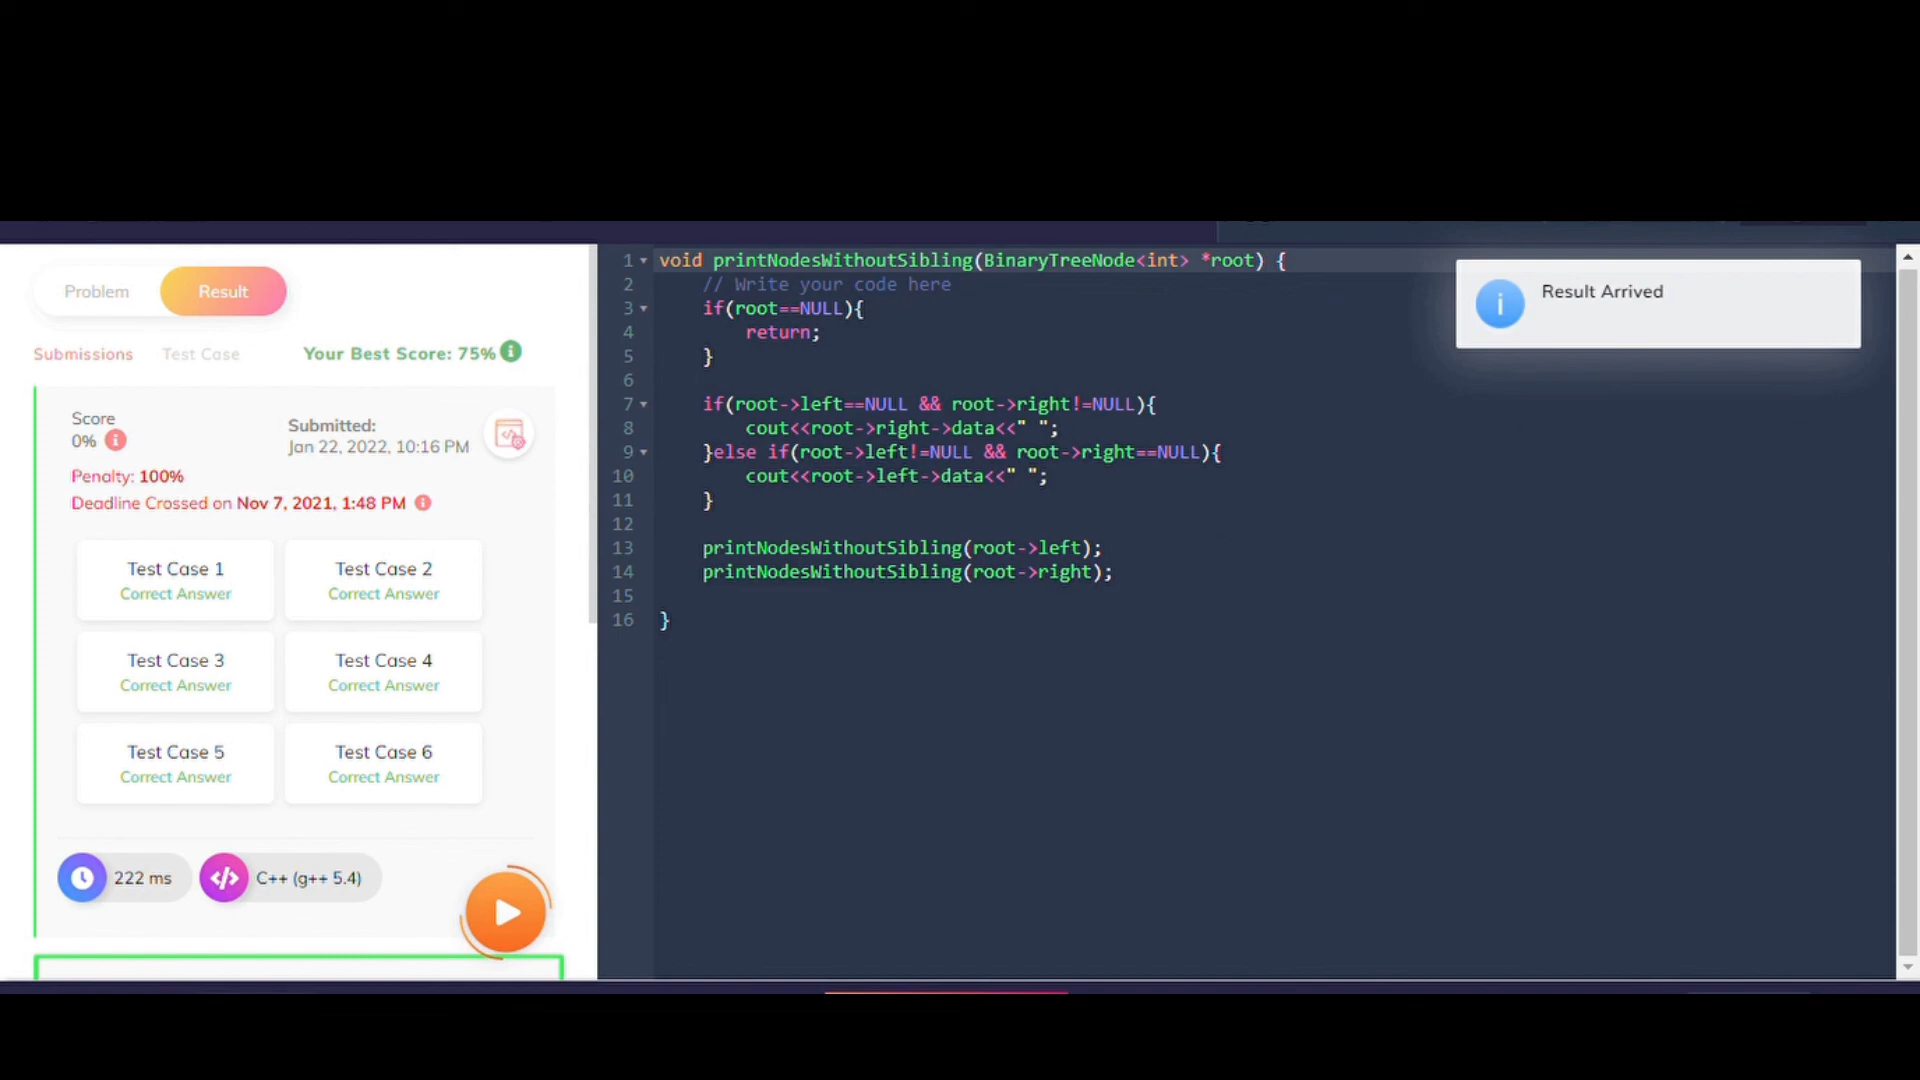 Problem
Result
Submissions
Test Case
Your Best Score: 75%
Score
0%
Submitted:
Jan 22, 2022, 10:16 PM
Penalty: 100%
Deadline Crossed on Nov 7, 2021, 1:48 PM
Test Case 1
Correct Answer
Test Case 2
Correct Answer
Test Case 3
Correct Answer
Test Case 4
Correct Answer
Test Case 5
Correct Answer
Test Case 6
Correct Answer
222 ms
C++ (g++ 5.4)
1 void printNodesWithoutSibling(BinaryTreeNode<int> *root) {
2 // Write your code here
3 if(root==NULL){
4 return;
5 }
6
7 if(root->left==NULL && root->right!=NULL){
8 cout<<root->right->data<<" ";
9 }else if(root->left!=NULL && root->right==NULL){
10 cout<<root->left->data<<" ";
11 }
12
13 printNodesWithoutSibling(root->left);
14 printNodesWithoutSibling(root->right);
15
16 }
Result Arrived